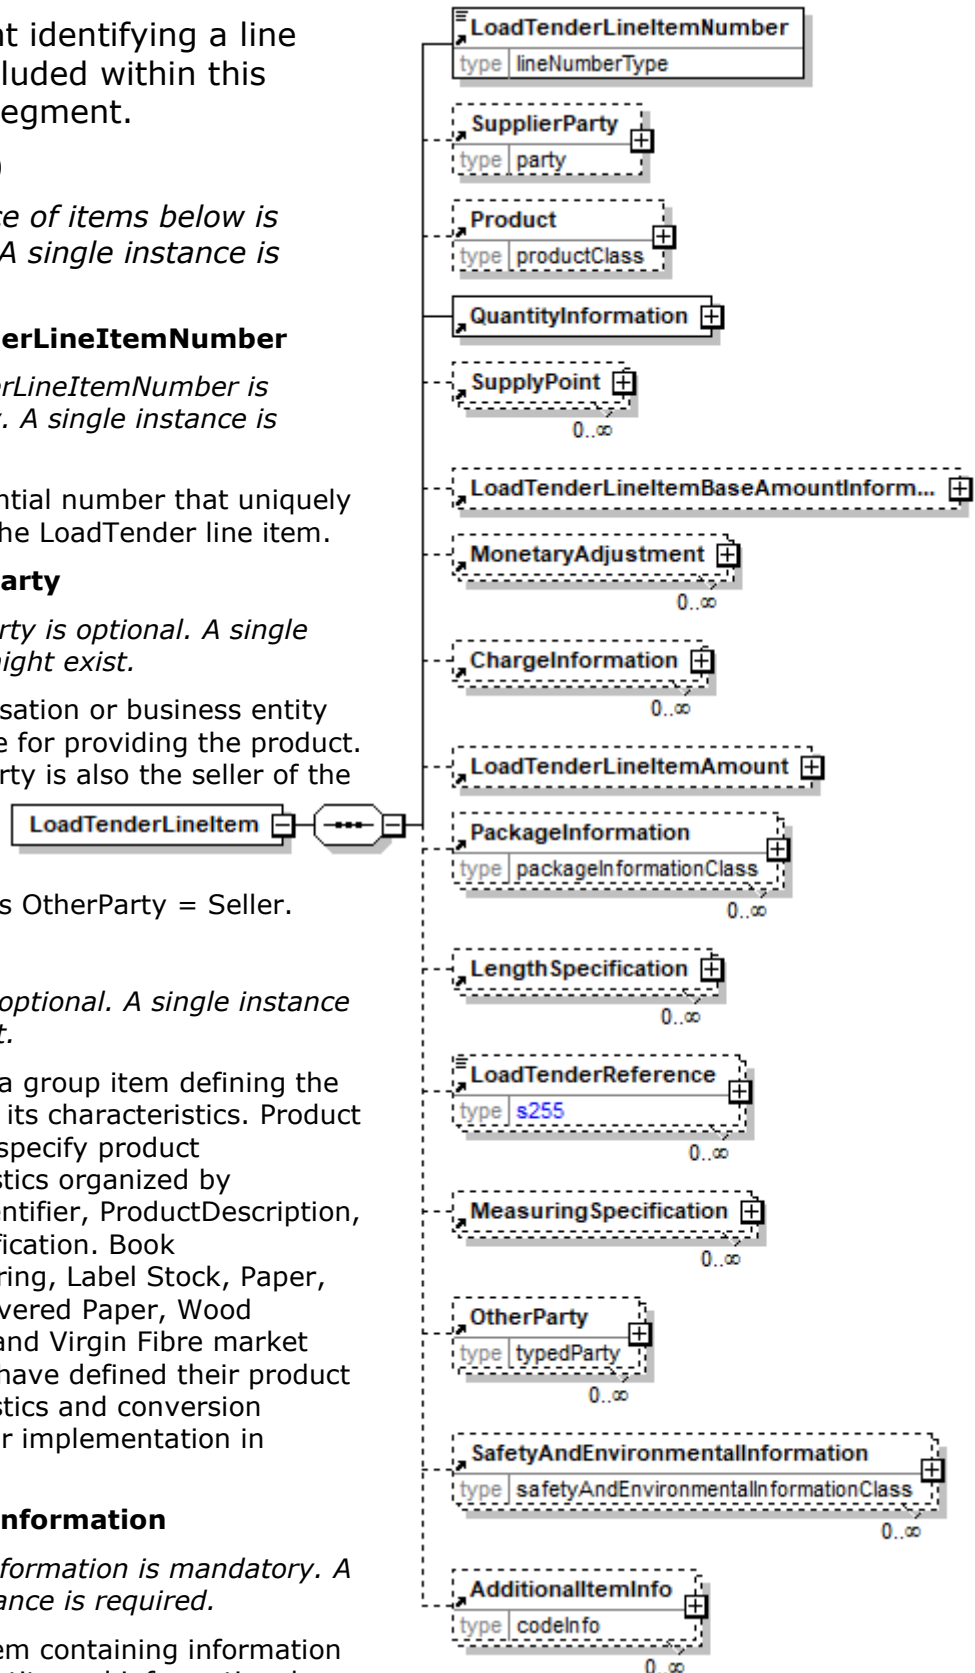 t identifying a line
luded within this
egment.
)
ce of items below is
A single instance is
erLineItemNumber
rLineItemNumber is
. A single instance is
ntial number that uniquely
he LoadTender line item.
arty
rty is optional. A single
ight exist.
sation or business entity
e for providing the product.
rty is also the seller of the
s OtherParty = Seller.
optional. A single instance
t.
a group item defining the
its characteristics. Product
specify product
stics organized by
entifier, ProductDescription,
fication. Book
ring, Label Stock, Paper,
vered Paper, Wood
and Virgin Fibre market
have defined their product
stics and conversion
r implementation in
nformation
formation is mandatory. A
ance is required.
em containing information
LoadTenderLineItem
LoadTenderLineItemNumber
type lineNumberType
SupplierParty
type party
Product
type productClass
QuantityInformation
SupplyPoint
0..∞
LoadTenderLineItemBaseAmountInform...
MonetaryAdjustment
0..∞
ChargeInformation
0..∞
LoadTenderLineItemAmount
PackageInformation
type packageInformationClass
0..∞
LengthSpecification
0..∞
LoadTenderReference
type s255
0..∞
MeasuringSpecification
0..∞
OtherParty
type typedParty
0..∞
SafetyAndEnvironmentalInformation
type safetyAndEnvironmentalInformationClass
0..∞
AdditionalItemInfo
type codeInfo
0..∞